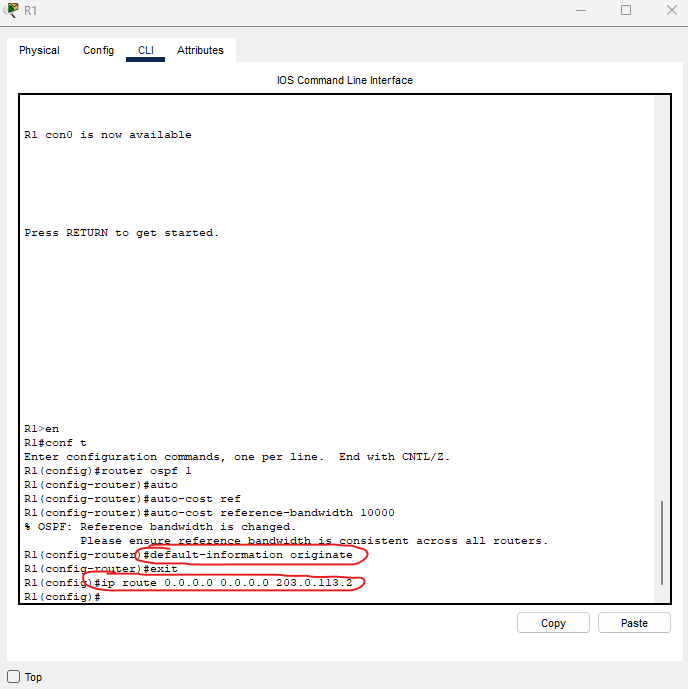 R1
Physical Config CLI Attributes
IOS Command Line Interface
R1 con0 is now available
Press RETURN to get started.
R1>en
R1#conf t
Enter configuration commands, one per line.  End with CNTL/Z.
R1(config)#router ospf 1
R1(config-router)#auto
R1(config-router)#auto-cost ref
R1(config-router)#auto-cost reference-bandwidth 10000
% OSPF: Reference bandwidth is changed.
        Please ensure reference bandwidth is consistent across all routers.
R1(config-router)#default-information originate
R1(config-router)#exit
R1(config)#ip route 0.0.0.0 0.0.0.0 203.0.113.2
R1(config)#
Copy Paste
Top